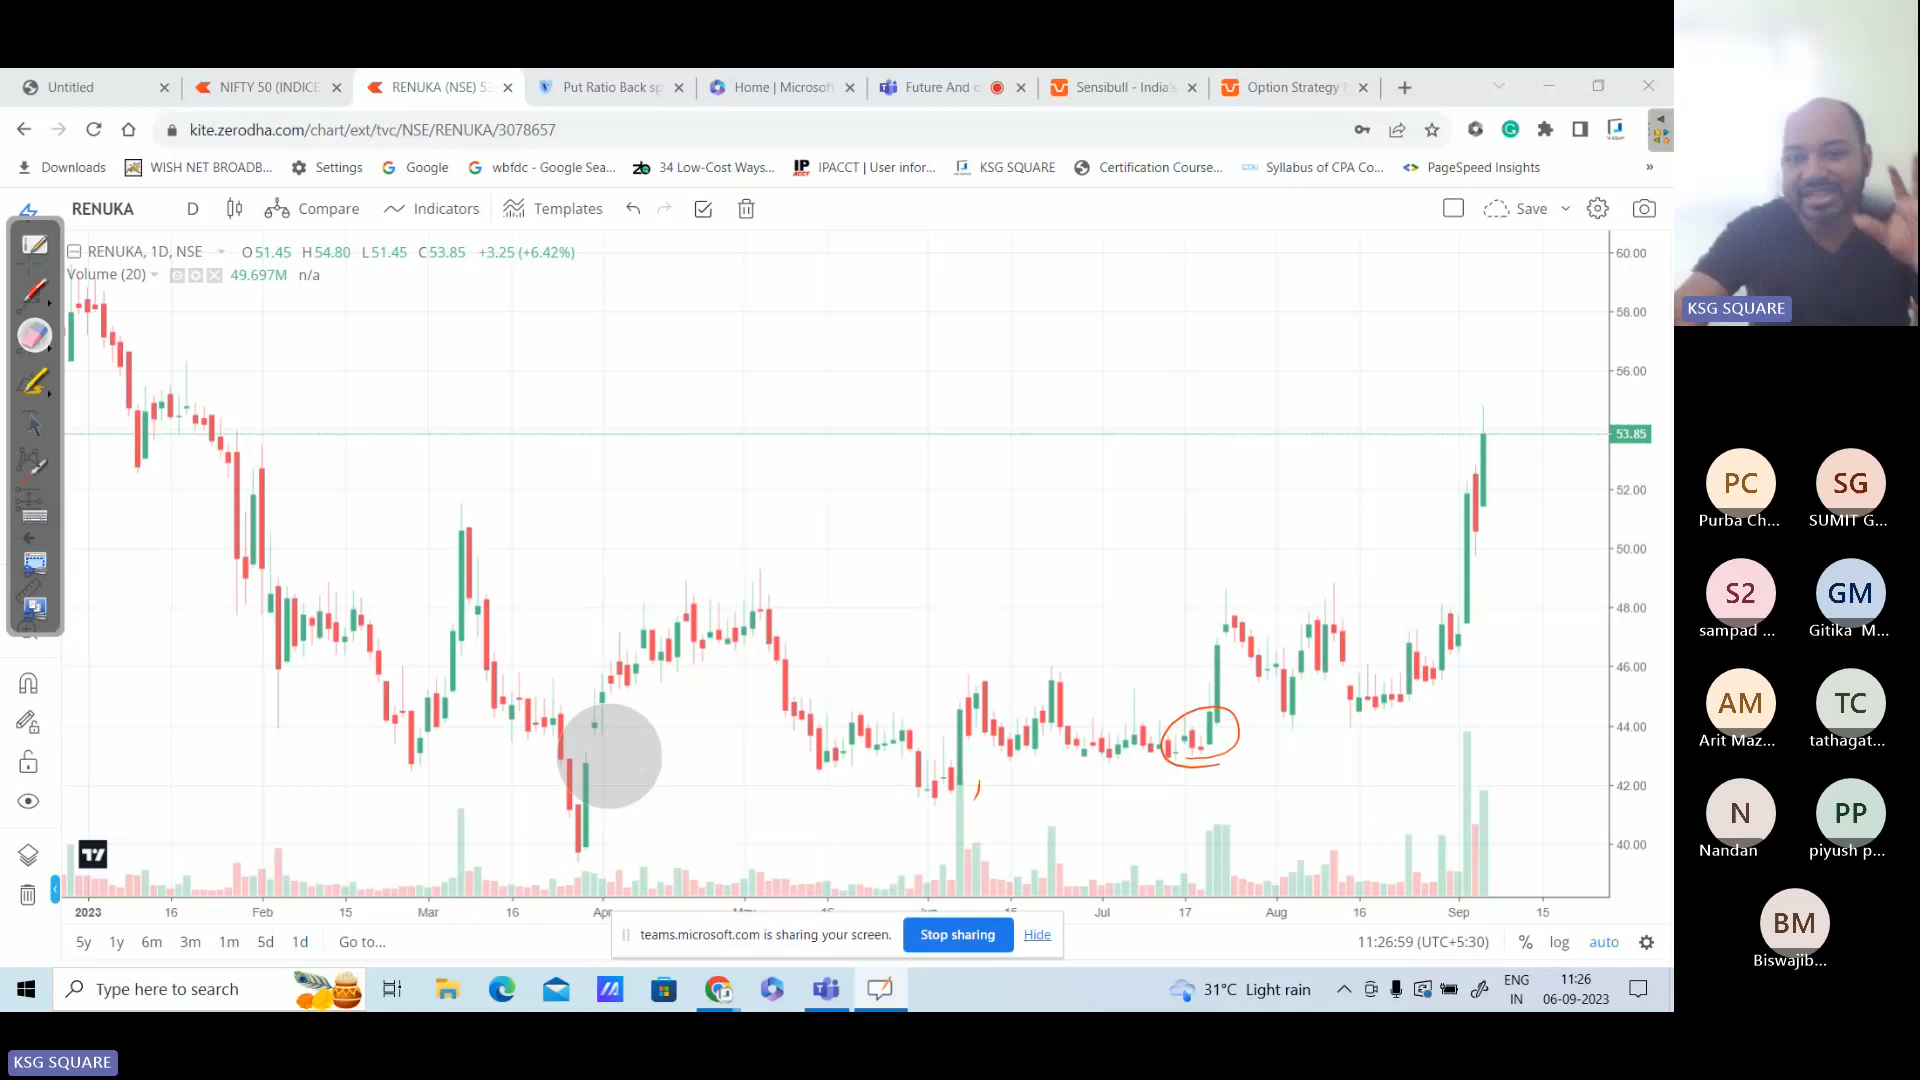 Untitled
NIFTY 50 (INDICE
RENUKA (NSE) 53
Put Ratio Back sp
Home | Microsoft
Future And o
Sensibull - India's
Option Strategy B
kite.zerodha.com/chart/ext/tvc/NSE/RENUKA/3078657
Downloads
WISH NET BROADB...
Settings
Google
wbfdc - Google Sea...
34 Low-Cost Ways...
IPACCT | User infor...
KSG SQUARE
Certification Course...
Syllabus of CPA Co...
PageSpeed Insights
RENUKA
D
Compare
Indicators
Templates
Save
RENUKA, 1D, NSE
O51.45 H54.80 L51.45 C53.85 +3.25 (+6.42%)
Volume (20)
49.697M n/a
60.00
58.00
56.00
53.85
52.00
50.00
48.00
46.00
44.00
42.00
40.00
2023
16
Feb
15
Mar
16
Apr
15
Jul
17
Aug
16
Sep
15
teams.microsoft.com is sharing your screen.
Stop sharing
Hide
5y
1y
6m
3m
1m
5d
1d
Go to...
11:26:59 (UTC+5:30)
%
log
auto
Type here to search
31°C Light rain
ENG
IN
11:26
06-09-2023
KSG SQUARE
PC
Purba Ch...
SG
SUMIT G...
S2
sampad ...
GM
Gitika M...
AM
Arit Maz...
TC
tathagat...
N
Nandan
PP
piyush p...
BM
Biswajib...
KSG SQUARE